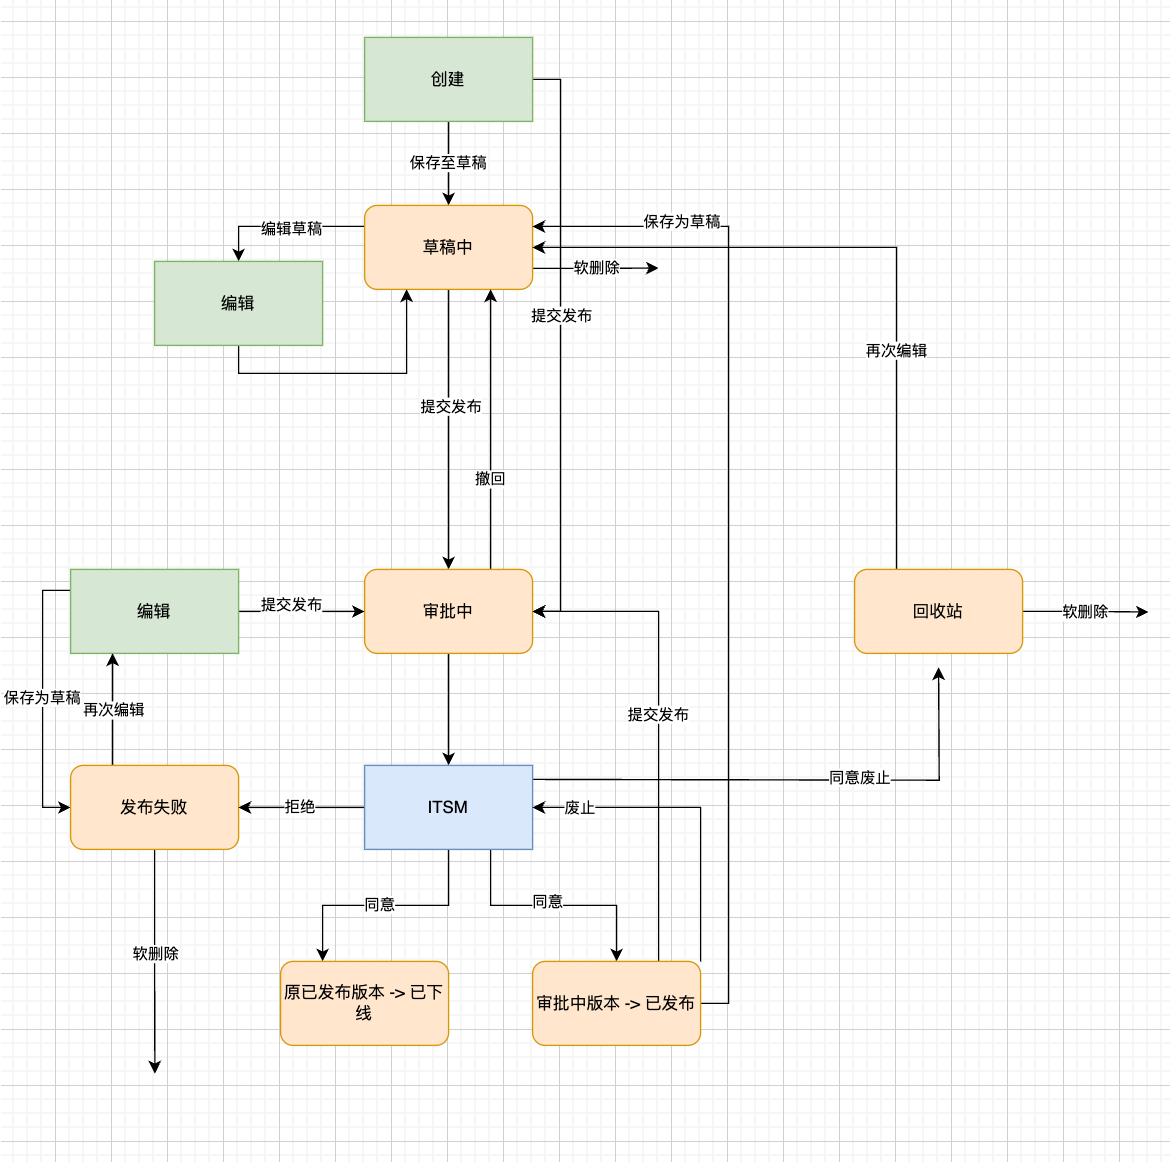 创建
保存至草稿
编辑草稿
草稿中
保存为草稿
软删除
编辑
提交发布
再次编辑
提交发布
撤回
编辑
提交发布
审批中
回收站
软删除
保存为草稿
再次编辑
提交发布
同意废止
发布失败
拒绝
ITSM
废止
同意
同意
软删除
原已发布版本 -> 已下
线
审批中版本 -> 已发布